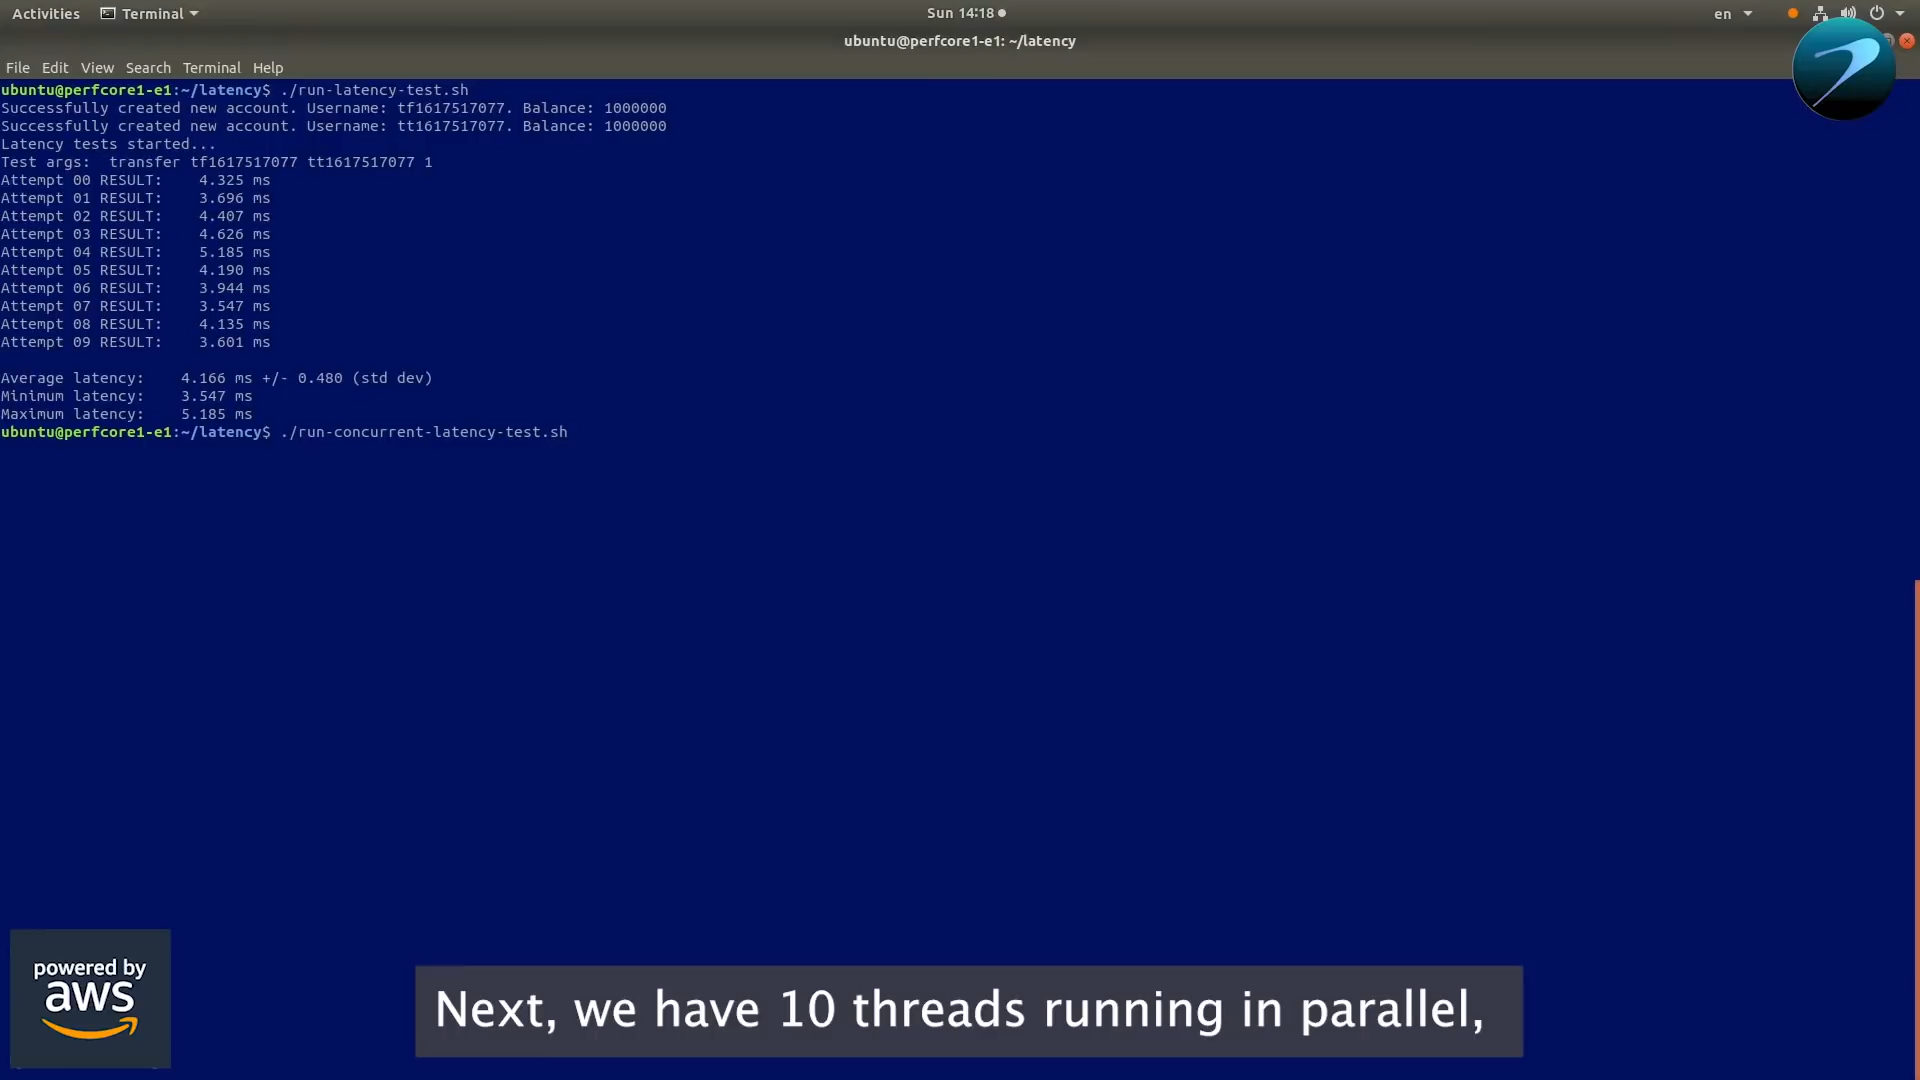 Activities Terminal Sun 14:18 en
ubuntu@perfcore1-e1: ~/latency
File Edit View Search Terminal Help
ubuntu@perfcore1-e1:~/latency$ ./run-latency-test.sh
Successfully created new account. Username: tf1617517077. Balance: 1000000
Successfully created new account. Username: tt1617517077. Balance: 1000000
Latency tests started...
Test args:  transfer tf1617517077 tt1617517077 1
Attempt 00 RESULT:    4.325 ms
Attempt 01 RESULT:    3.696 ms
Attempt 02 RESULT:    4.407 ms
Attempt 03 RESULT:    4.626 ms
Attempt 04 RESULT:    5.185 ms
Attempt 05 RESULT:    4.190 ms
Attempt 06 RESULT:    3.944 ms
Attempt 07 RESULT:    3.547 ms
Attempt 08 RESULT:    4.135 ms
Attempt 09 RESULT:    3.601 ms
Average latency:    4.166 ms +/- 0.480 (std dev)
Minimum latency:    3.547 ms
Maximum latency:    5.185 ms
ubuntu@perfcore1-e1:~/latency$ ./run-concurrent-latency-test.sh
powered by
aws
Next, we have 10 threads running in parallel,